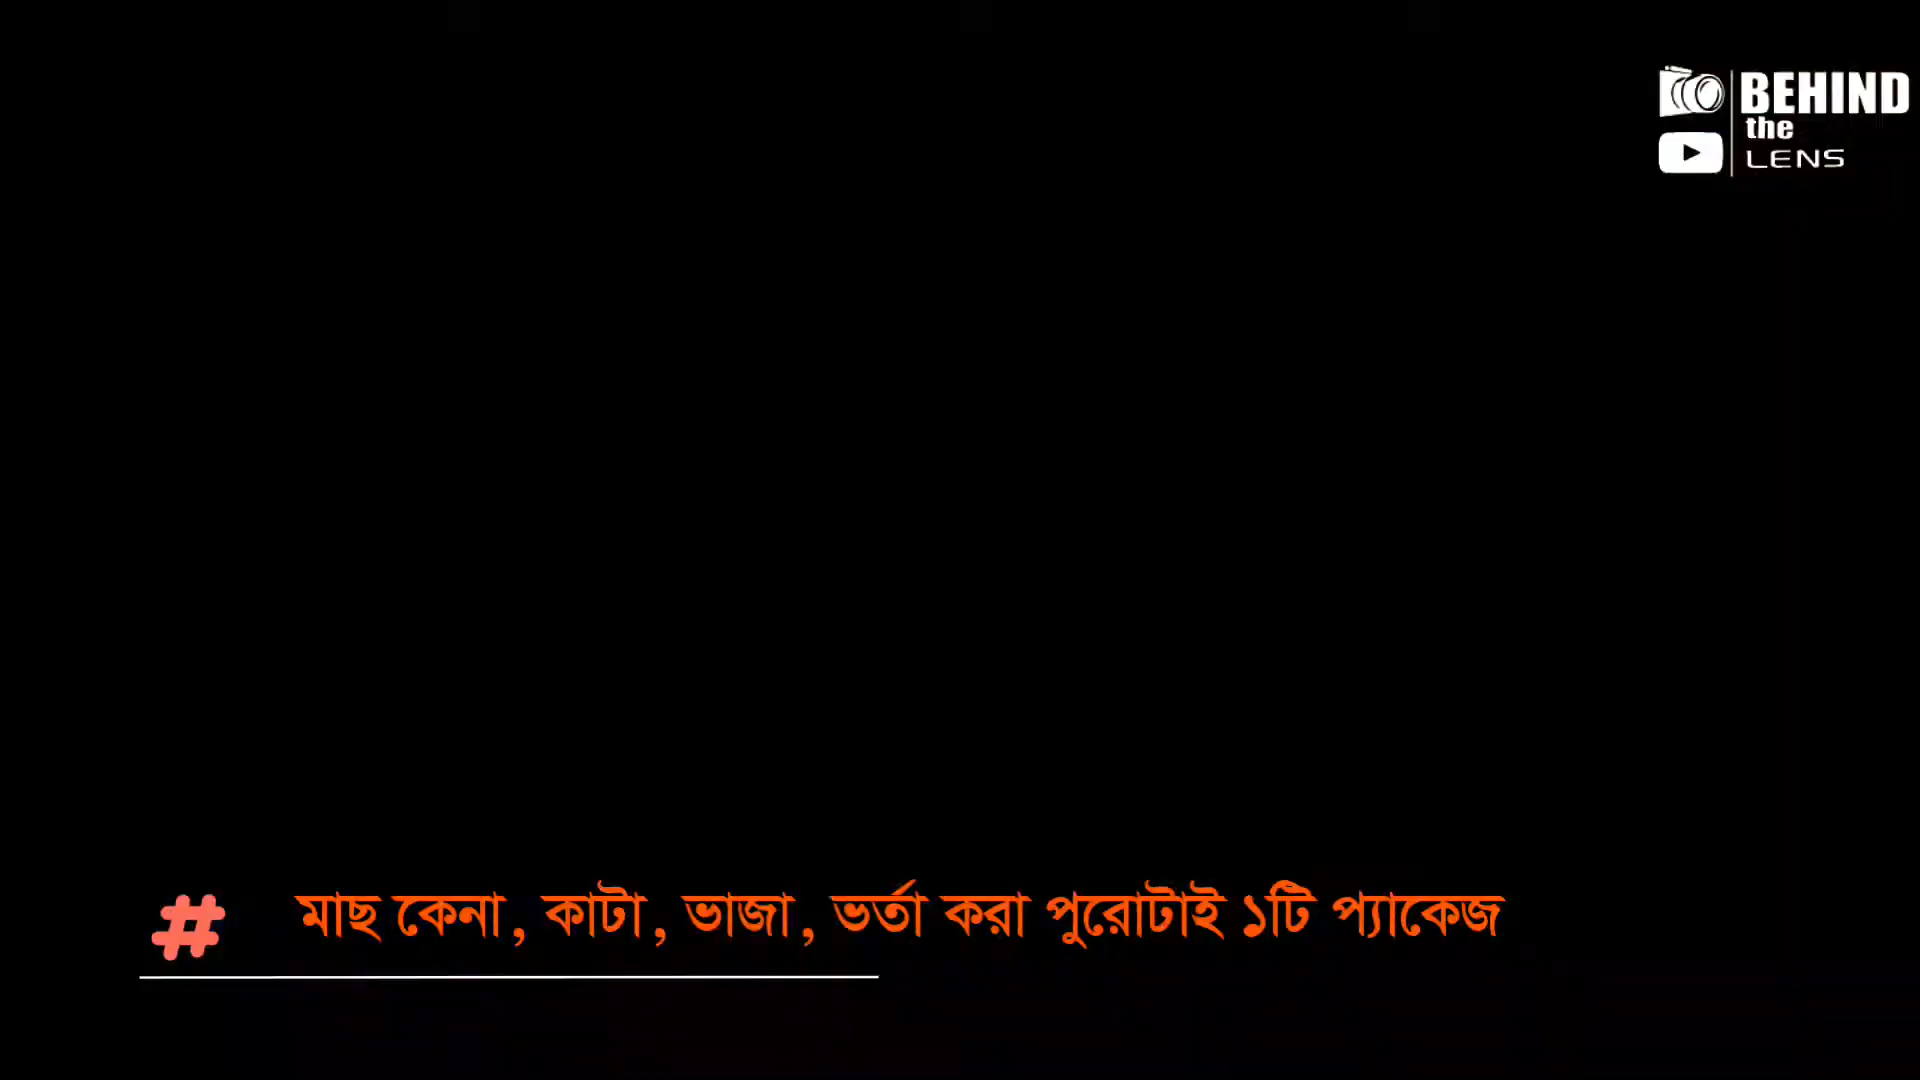 BEHIND
the
LENS
# মাছ কেনা, কাটা, ভাজা, ভর্তা করা পুরোটাই ১টি প্যাকেজ